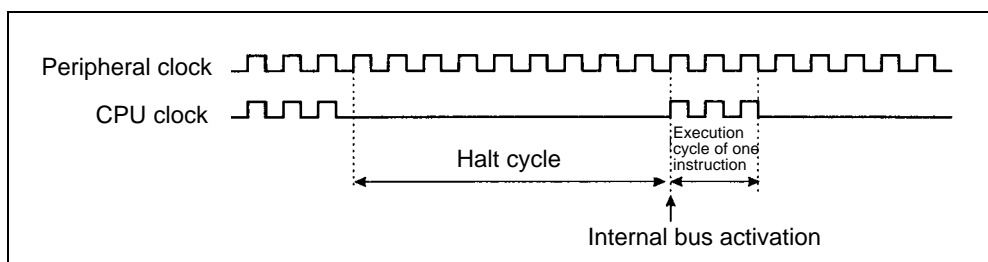 Peripheral clock
CPU clock
Execution
cycle of one
instruction
Halt cycle
Internal bus activation